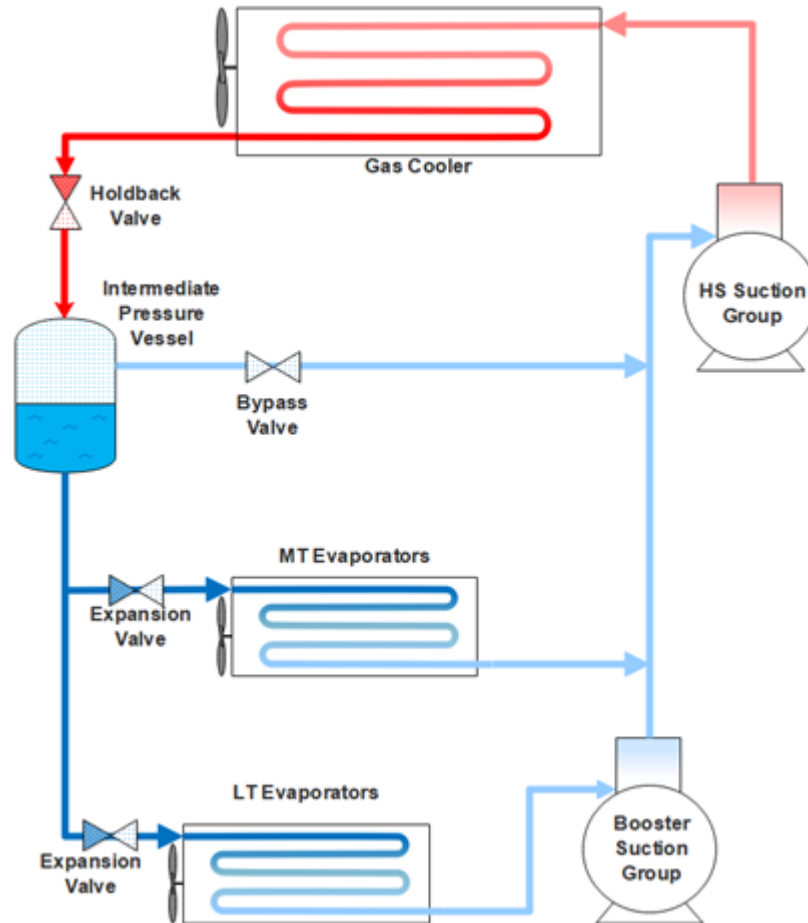 Gas Cooler
Holdback
Valve
Intermediate
Pressure
Vessel
HS Suction
Group
Bypass
Valve
MT Evaporators
Expansion
Valve
LT Evaporators
Expansion
Valve
Booster
Suction
Group